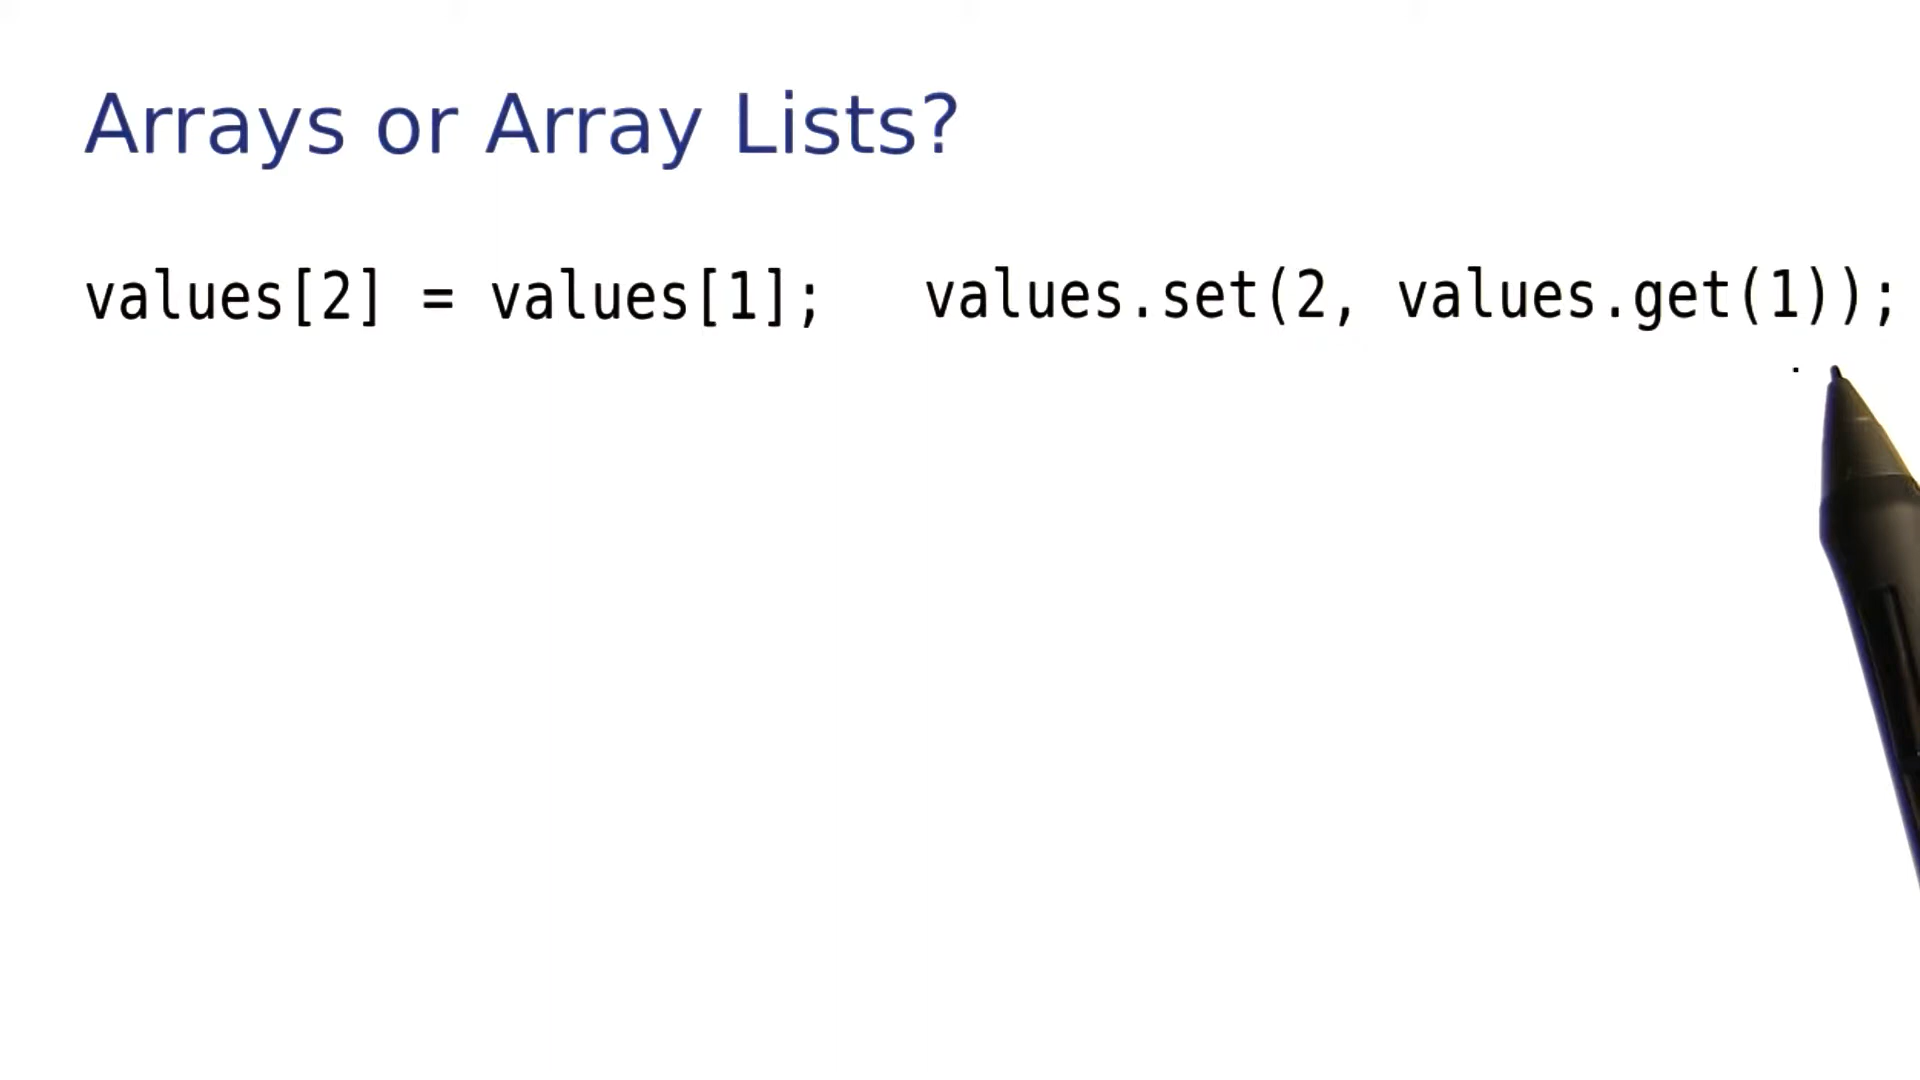 Arrays or Array Lists?
values[2] = values[1]; values.set(2, values.get(1));